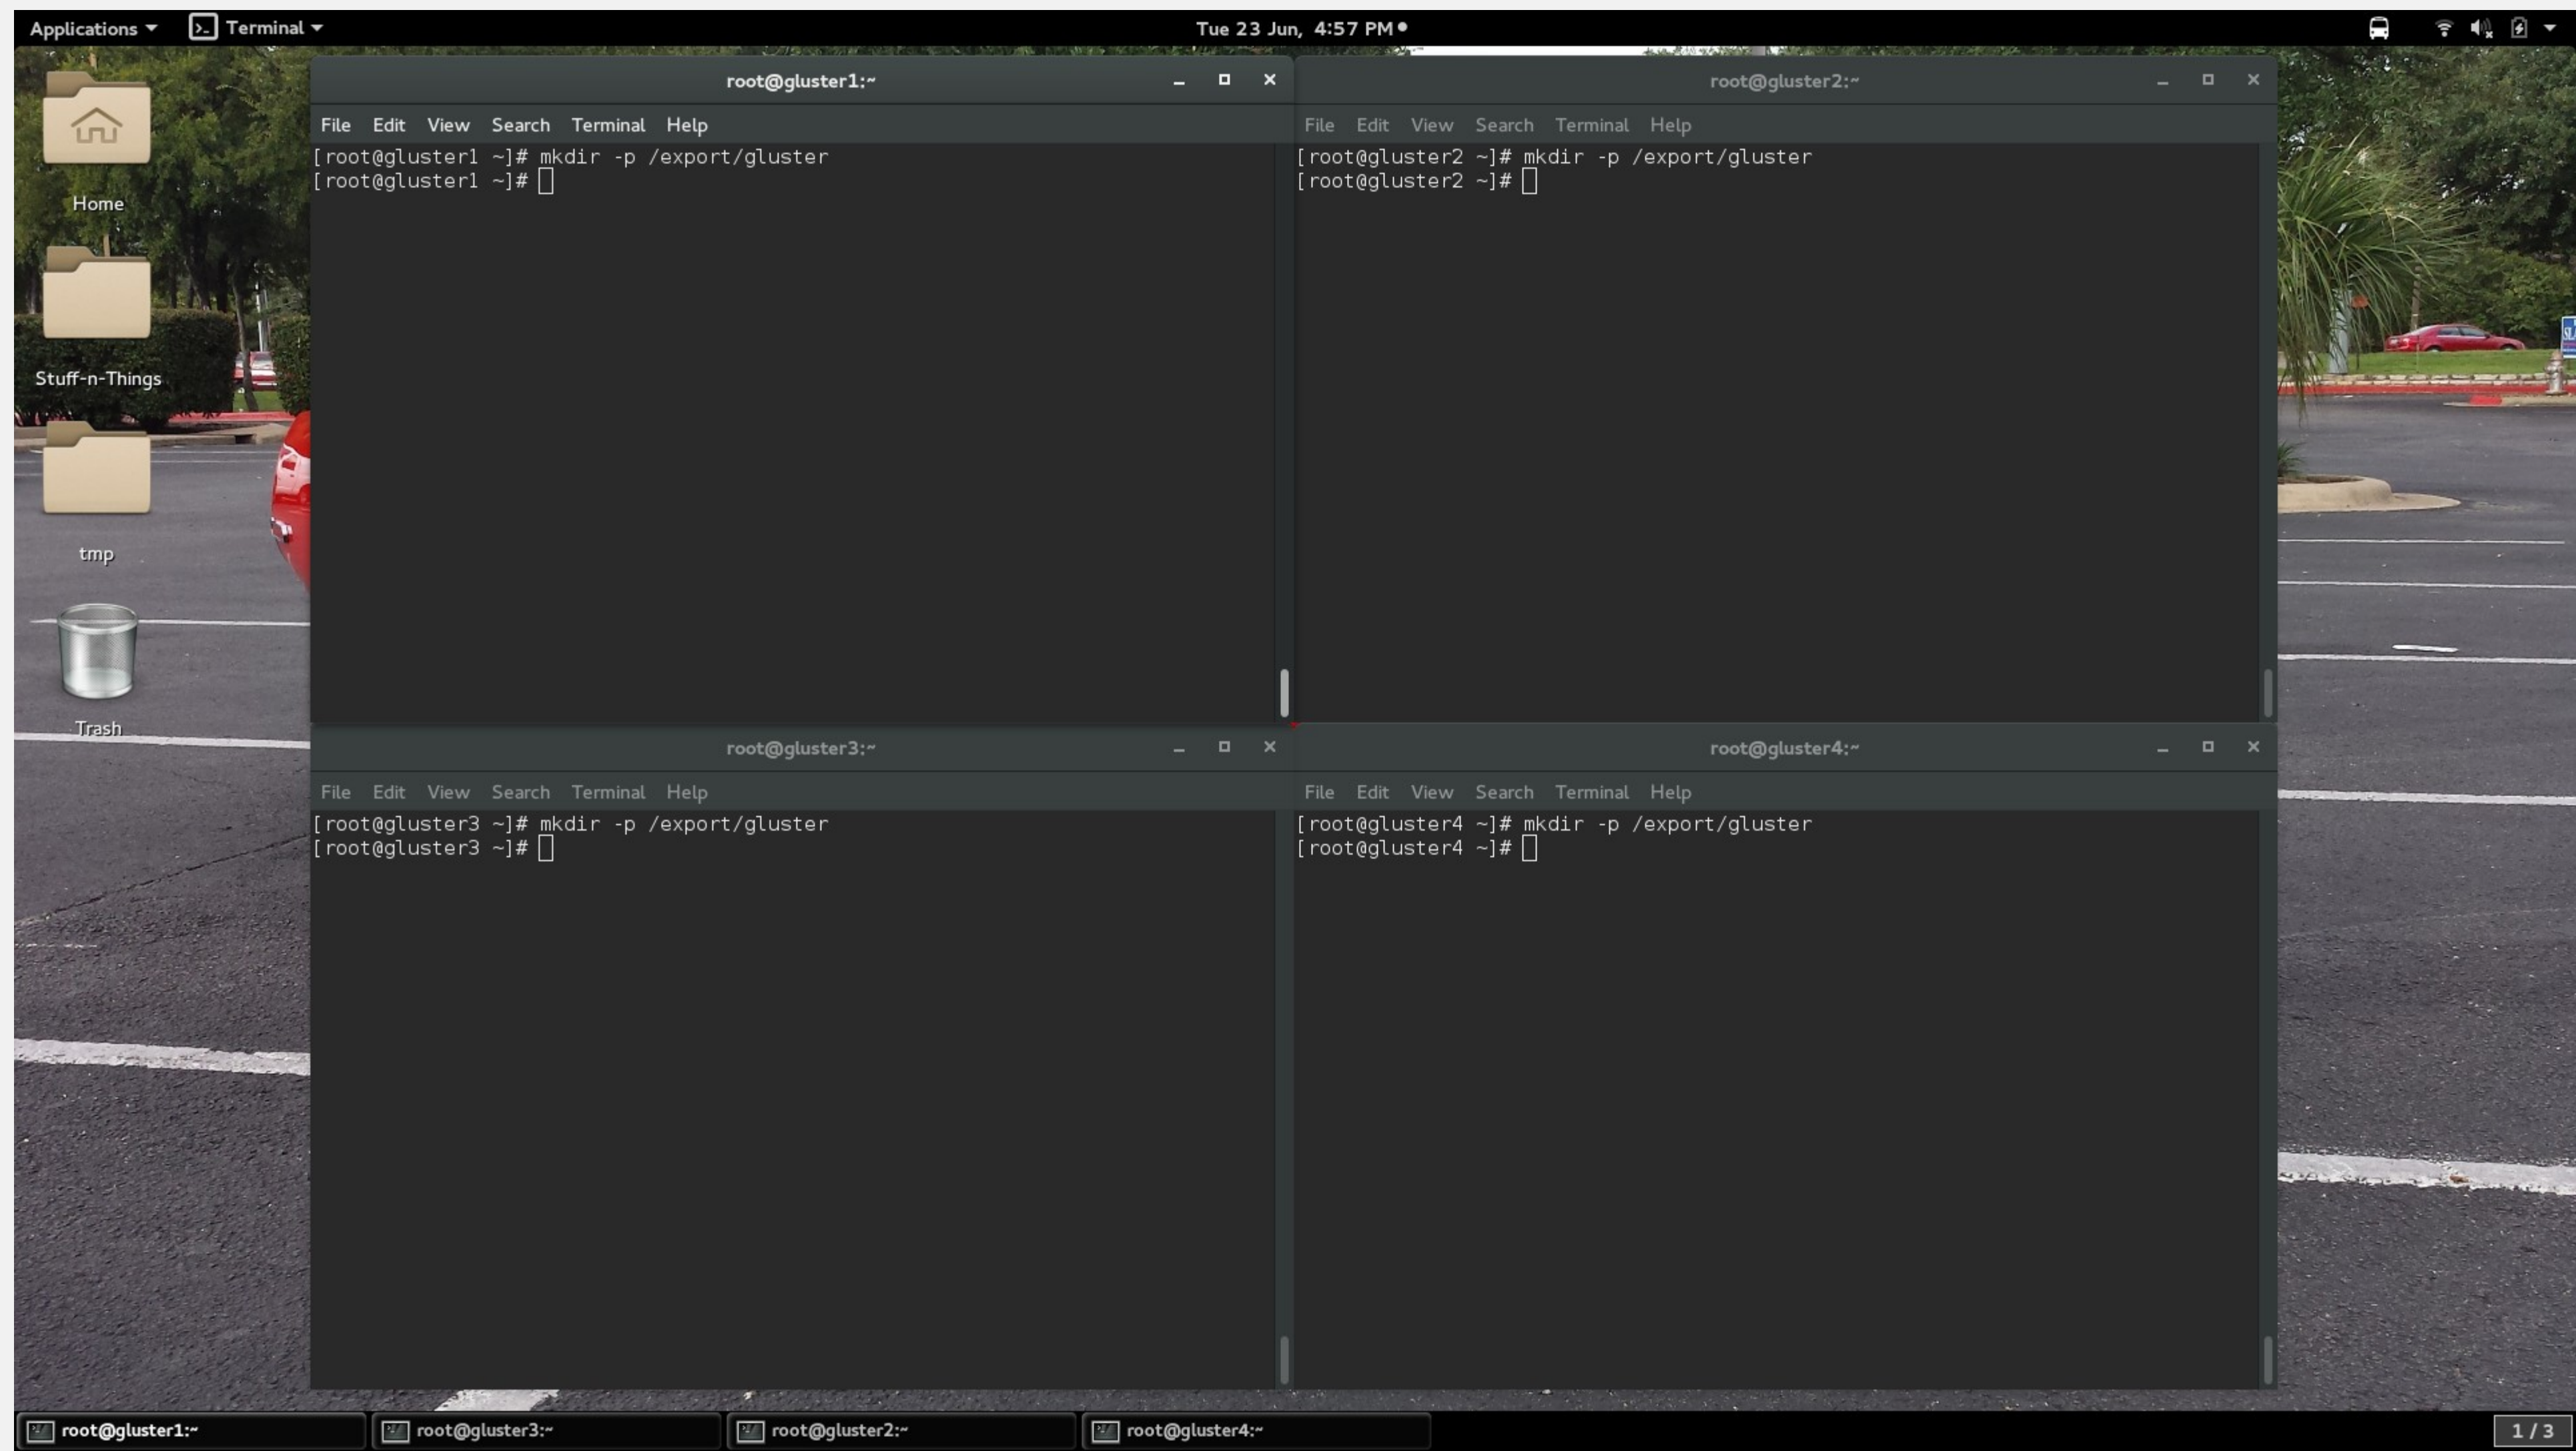 Applications Terminal Tue 23 Jun, 4:57 PM
Home
Stuff-n-Things
tmp
Trash
root@gluster1:~
File Edit View Search Terminal Help
[root@gluster1 ~]# mkdir -p /export/gluster
[root@gluster1 ~]#
root@gluster2:~
File Edit View Search Terminal Help
[root@gluster2 ~]# mkdir -p /export/gluster
[root@gluster2 ~]#
root@gluster3:~
File Edit View Search Terminal Help
[root@gluster3 ~]# mkdir -p /export/gluster
[root@gluster3 ~]#
root@gluster4:~
File Edit View Search Terminal Help
[root@gluster4 ~]# mkdir -p /export/gluster
[root@gluster4 ~]#
root@gluster1:~ root@gluster3:~ root@gluster2:~ root@gluster4:~ 1 / 3